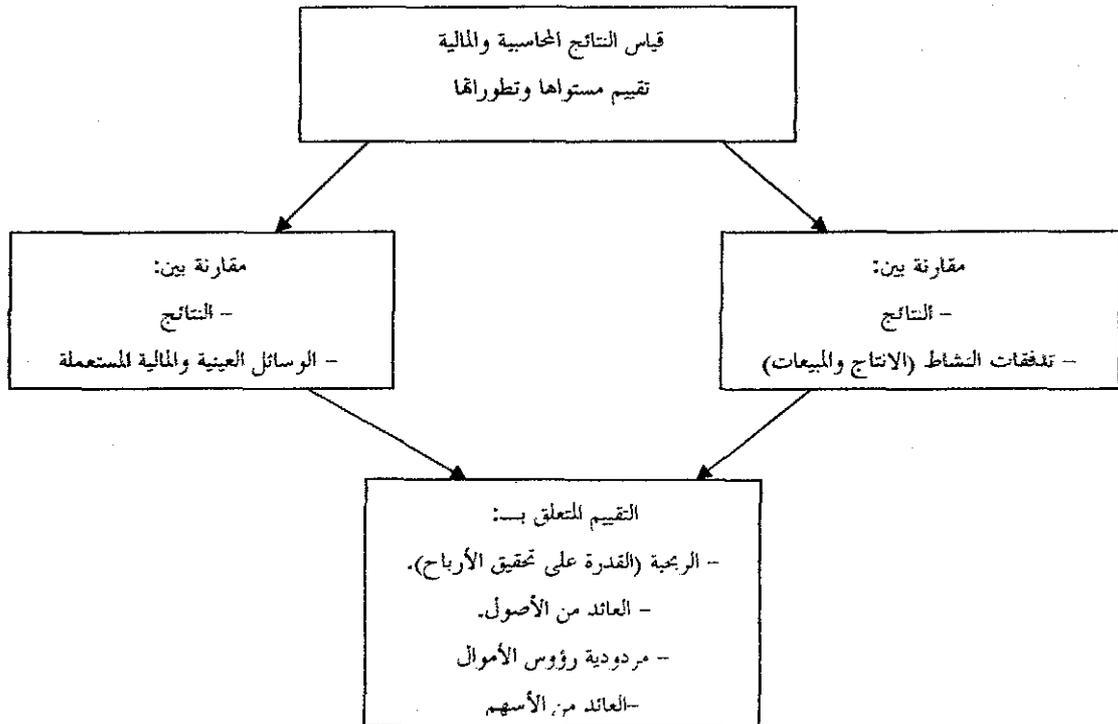 قياس النتائج المحاسبية والمالية
تقييم مستواها وتطوراتها
مقارنة بين:
– النتائج
– تدفقات النشاط (الانتاج والمبيعات)
مقارنة بين:
– النتائج
– الوسائل العينية والمالية المستعملة
التقييم المتعلق بــ:
– الربحية (القدرة على تحقيق الأرباح).
– العائد من الأصول.
– مردودية رؤوس الأموال
–العائد من الأسهم